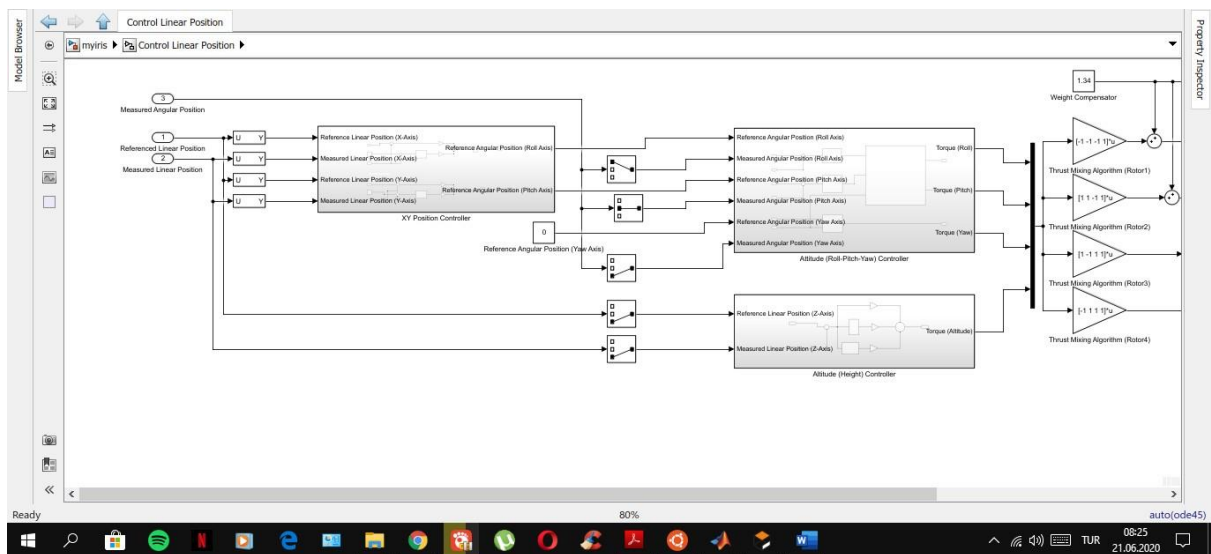 Model Browser
Control Linear Position
Property Inspector
myiris
Control Linear Position
3
Measured Angular Position
1
Referenced Linear Position
2
Measured Linear Position
U Y
U Y
U Y
U Y
Reference Linear Position (X-Axis)
Measured Linear Position (X-Axis)
Reference Linear Position (Y-Axis)
Measured Linear Position (Y-Axis)
Reference Angular Position (Roll Axis)
Reference Angular Position (Pitch Axis)
XY Position Controller
0
Reference Angular Position (Yaw Axis)
Reference Angular Position (Roll Axis)
Measured Angular Position (Roll Axis)
Reference Angular Position (Pitch Axis)
Measured Angular Position (Pitch Axis)
Reference Angular Position (Yaw Axis)
Measured Angular Position (Yaw Axis)
Torque (Roll)
Torque (Pitch)
Torque (Yaw)
Attitude (Roll-Pitch-Yaw) Controller
Reference Linear Position (Z-Axis)
Measured Linear Position (Z-Axis)
Torque (Altitude)
Altitude (Height) Controller
1.34
Weight Compensator
[-1 -1 -1 1]*u
Thrust Mixing Algorithm (Rotor1)
[1 1 -1 1]*u
Thrust Mixing Algorithm (Rotor2)
[1 -1 1 1]*u
Thrust Mixing Algorithm (Rotor3)
[-1 1 1 1]*u
Thrust Mixing Algorithm (Rotor4)
Ready
80%
auto(ode45)
TUR
08:25
21.06.2020